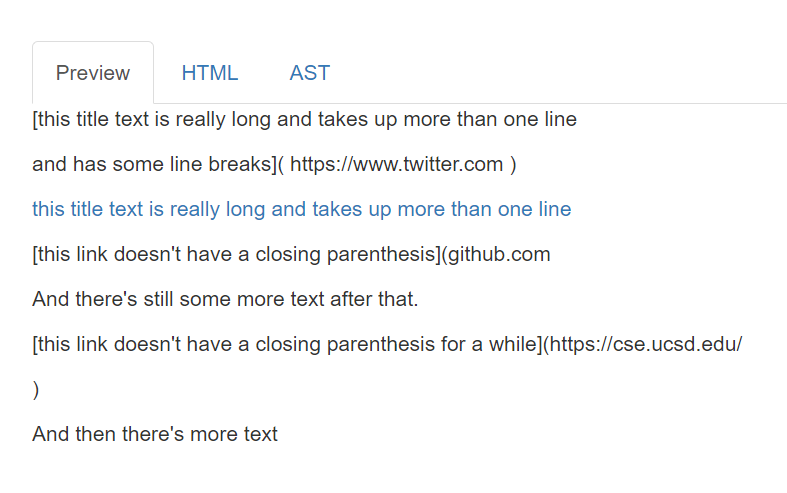 Preview HTML AST
[this title text is really long and takes up more than one line
and has some line breaks]( https://www.twitter.com )
this title text is really long and takes up more than one line
[this link doesn't have a closing parenthesis](github.com
And there's still some more text after that.
[this link doesn't have a closing parenthesis for a while](https://cse.ucsd.edu/
)
And then there's more text